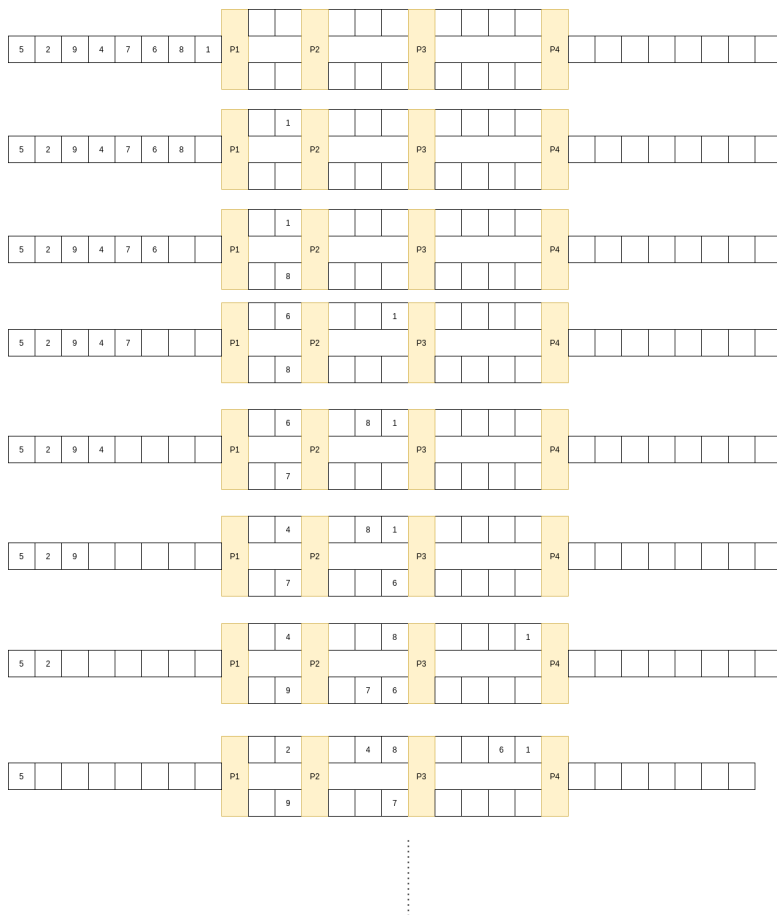 5 2 9 4 7 6 8 1 P1 P2 P3 P4
1
5 2 9 4 7 6 8 P1 P2 P3 P4
1
5 2 9 4 7 6 P1 P2 P3 P4
8
6 1
5 2 9 4 7 P1 P2 P3 P4
8
6 8 1
5 2 9 4 P1 P2 P3 P4
7
4 8 1
5 2 9 P1 P2 P3 P4
7 6
4 8 1
5 2 P1 P2 P3 P4
9 7 6
2 4 8 6 1
5 P1 P2 P3 P4
9 7